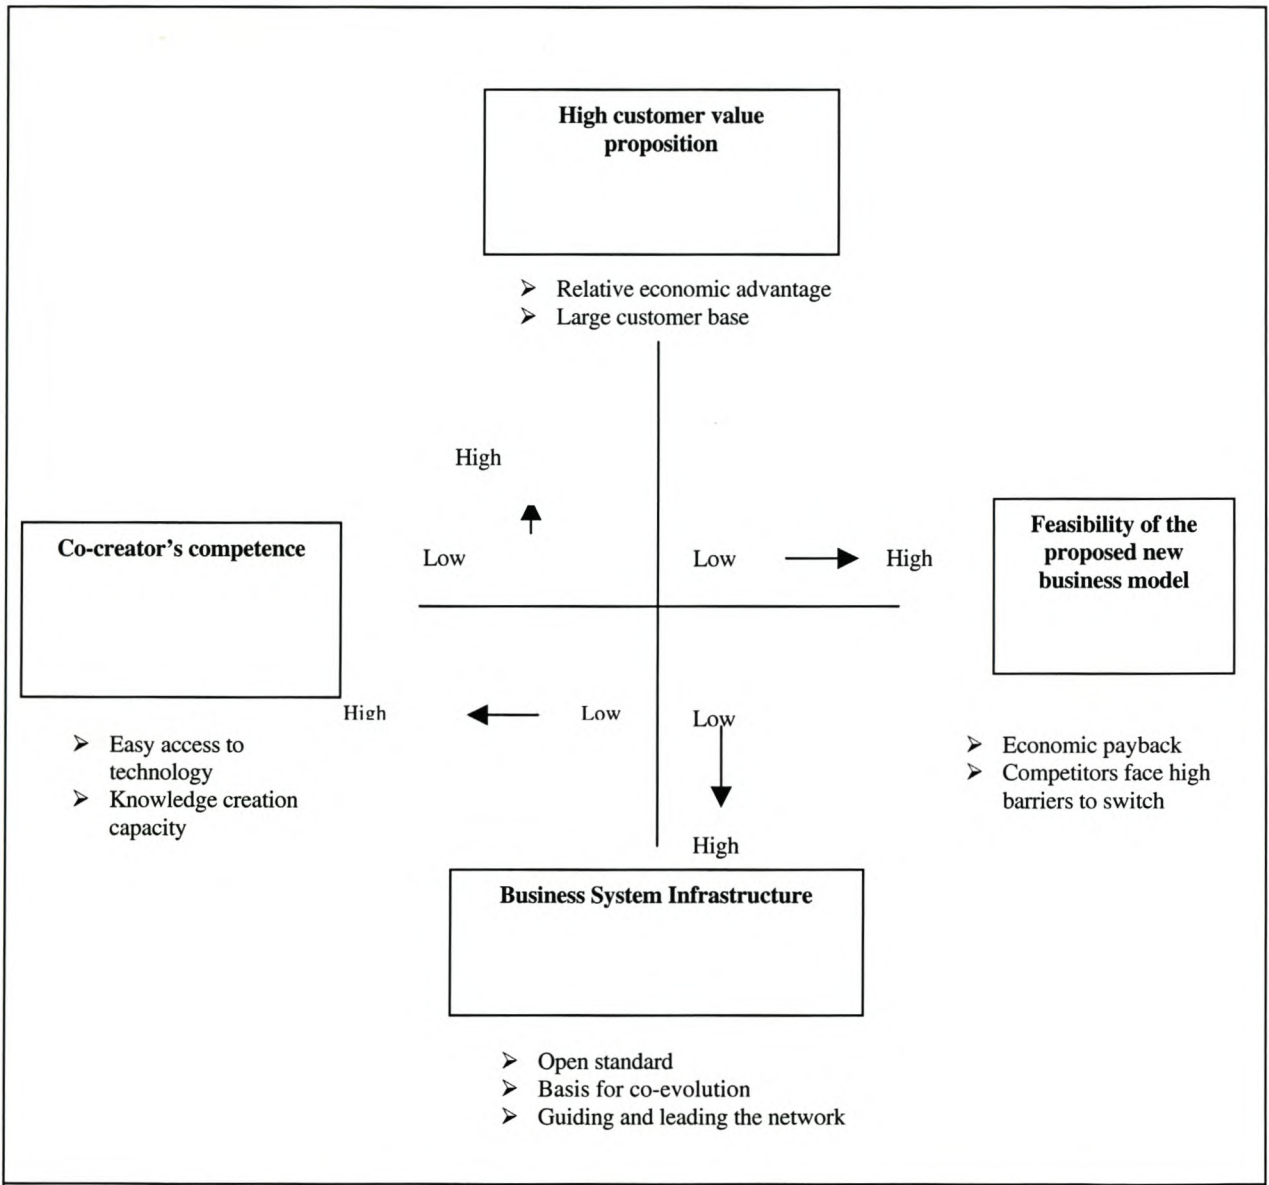 High customer value
proposition
➢ Relative economic advantage
➢ Large customer base
High
Low
Low
High
Co-creator’s competence
Feasibility of the
proposed new
business model
High
Low
Low
High
➢ Easy access to
technology
➢ Knowledge creation
capacity
➢ Economic payback
➢ Competitors face high
barriers to switch
Business System Infrastructure
➢ Open standard
➢ Basis for co-evolution
➢ Guiding and leading the network